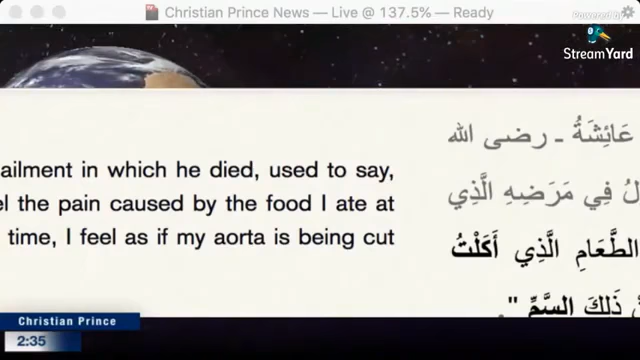 Christian Prince News — Live @ 137.5% — Ready
Powered by
StreamYard
ailment in which he died, used to say,
el the pain caused by the food I ate at
time, I feel as if my aorta is being cut
عَائِشَةُ ـ رضى الله
لُ فِي مَرَضِهِ الَّذِي
الطَّعَامِ الَّذِي أَكَلْتُ
ذَلِكَ السَّمِّ ".
Christian Prince
2:35